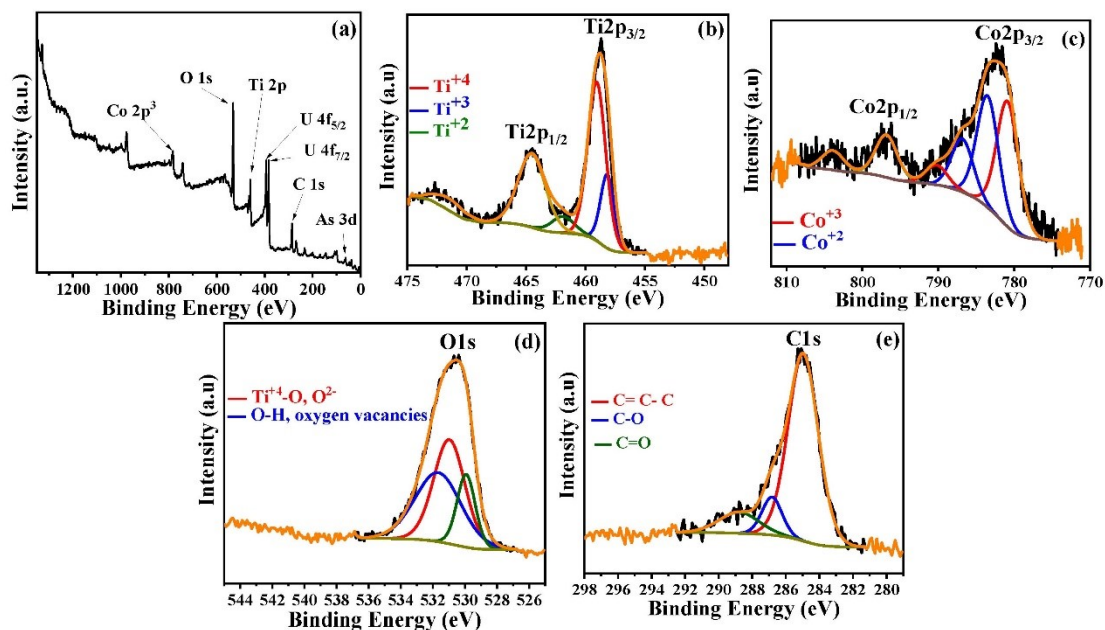 (a)
O 1s
Ti 2p
Co 2p³
U 4f₅/₂
U 4f₇/₂
C 1s
As 3d
Intensity (a.u.)
1200 1000 800 600 400 200 0
Binding Energy (eV)
(b)
Ti2p₃/₂
Ti⁺⁴
Ti⁺³
Ti⁺²
Ti2p₁/₂
Intensity (a.u)
475 470 465 460 455 450
Binding Energy (eV)
(c)
Co2p₃/₂
Co2p₁/₂
Co⁺³
Co⁺²
Intensity (a.u)
810 800 790 780 770
Binding Energy (eV)
(d)
O1s
Ti⁺⁴-O, O²⁻
O-H, oxygen vacancies
Intensity (a.u)
544 542 540 538 536 534 532 530 528 526
Binding Energy (eV)
(e)
C1s
C= C- C
C-O
C=O
Intensity (a.u)
298 296 294 292 290 288 286 284 282 280
Binding Energy (eV)